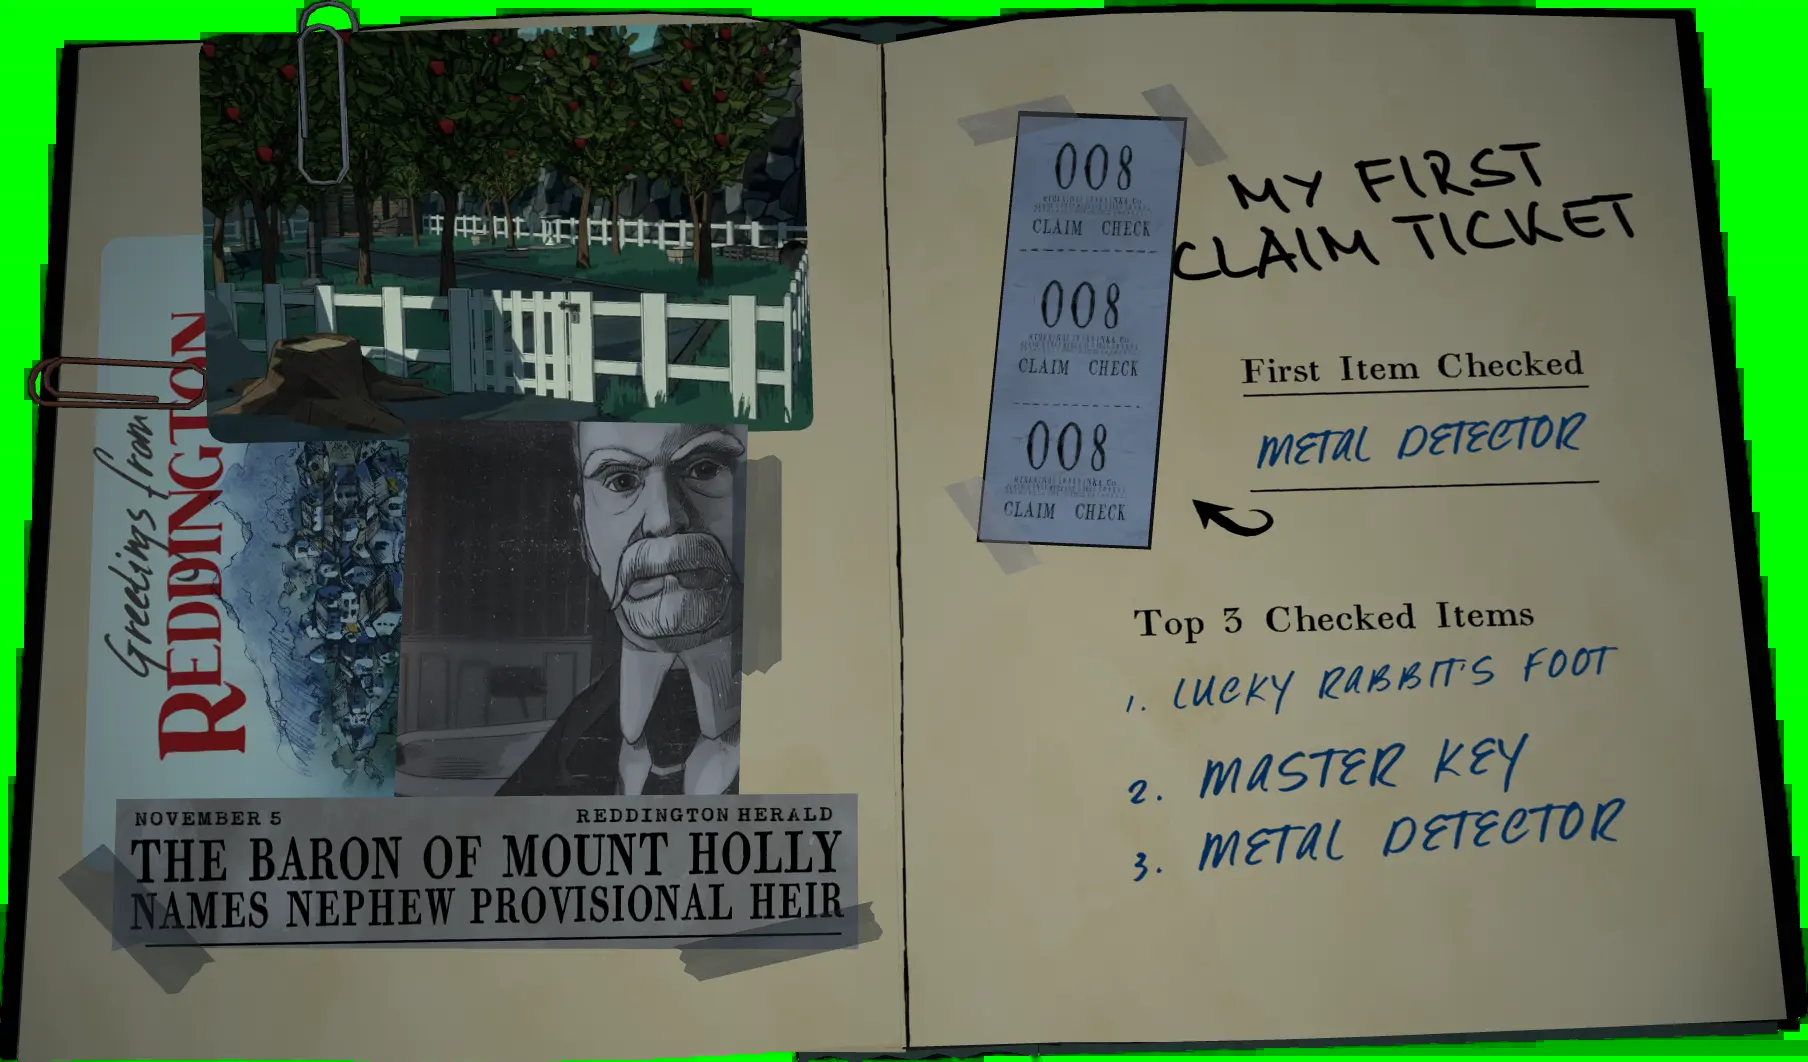 Greetings from
REDDINGTON
NOVEMBER 5
REDDINGTON HERALD
THE BARON OF MOUNT HOLLY
NAMES NEPHEW PROVISIONAL HEIR
008
CLAIM CHECK
008
CLAIM CHECK
008
CLAIM CHECK
MY FIRST
CLAIM TICKET
First Item Checked
METAL DETECTOR
Top 3 Checked Items
1. LUCKY RABBIT'S FOOT
2. MASTER KEY
3. METAL DETECTOR